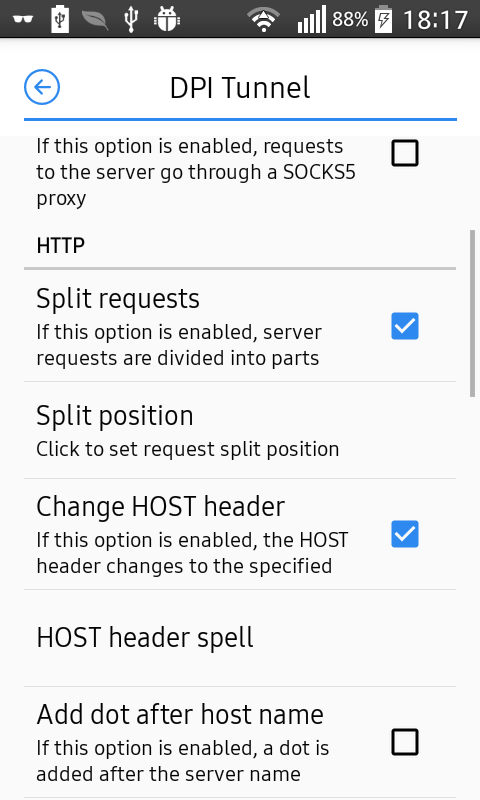 88% 18:17
DPI Tunnel
If this option is enabled, requests
to the server go through a SOCKS5
proxy
HTTP
Split requests
If this option is enabled, server
requests are divided into parts
Split position
Click to set request split position
Change HOST header
If this option is enabled, the HOST
header changes to the specified
HOST header spell
Add dot after host name
If this option is enabled, a dot is
added after the server name